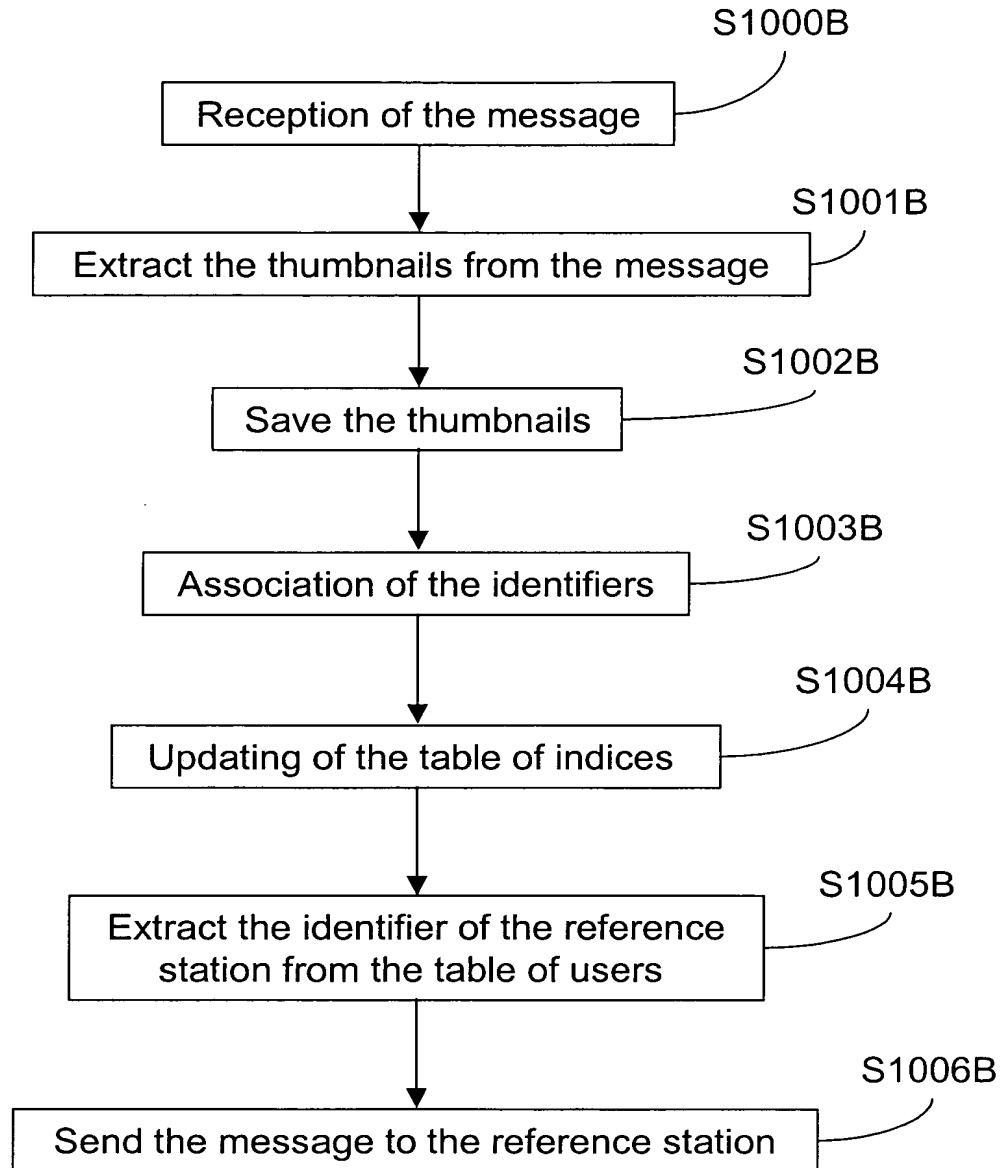 S1000B
Reception of the message
S1001B
Extract the thumbnails from the message
S1002B
Save the thumbnails
S1003B
Association of the identifiers
S1004B
Updating of the table of indices
S1005B
Extract the identifier of the reference
station from the table of users
S1006B
Send the message to the reference station